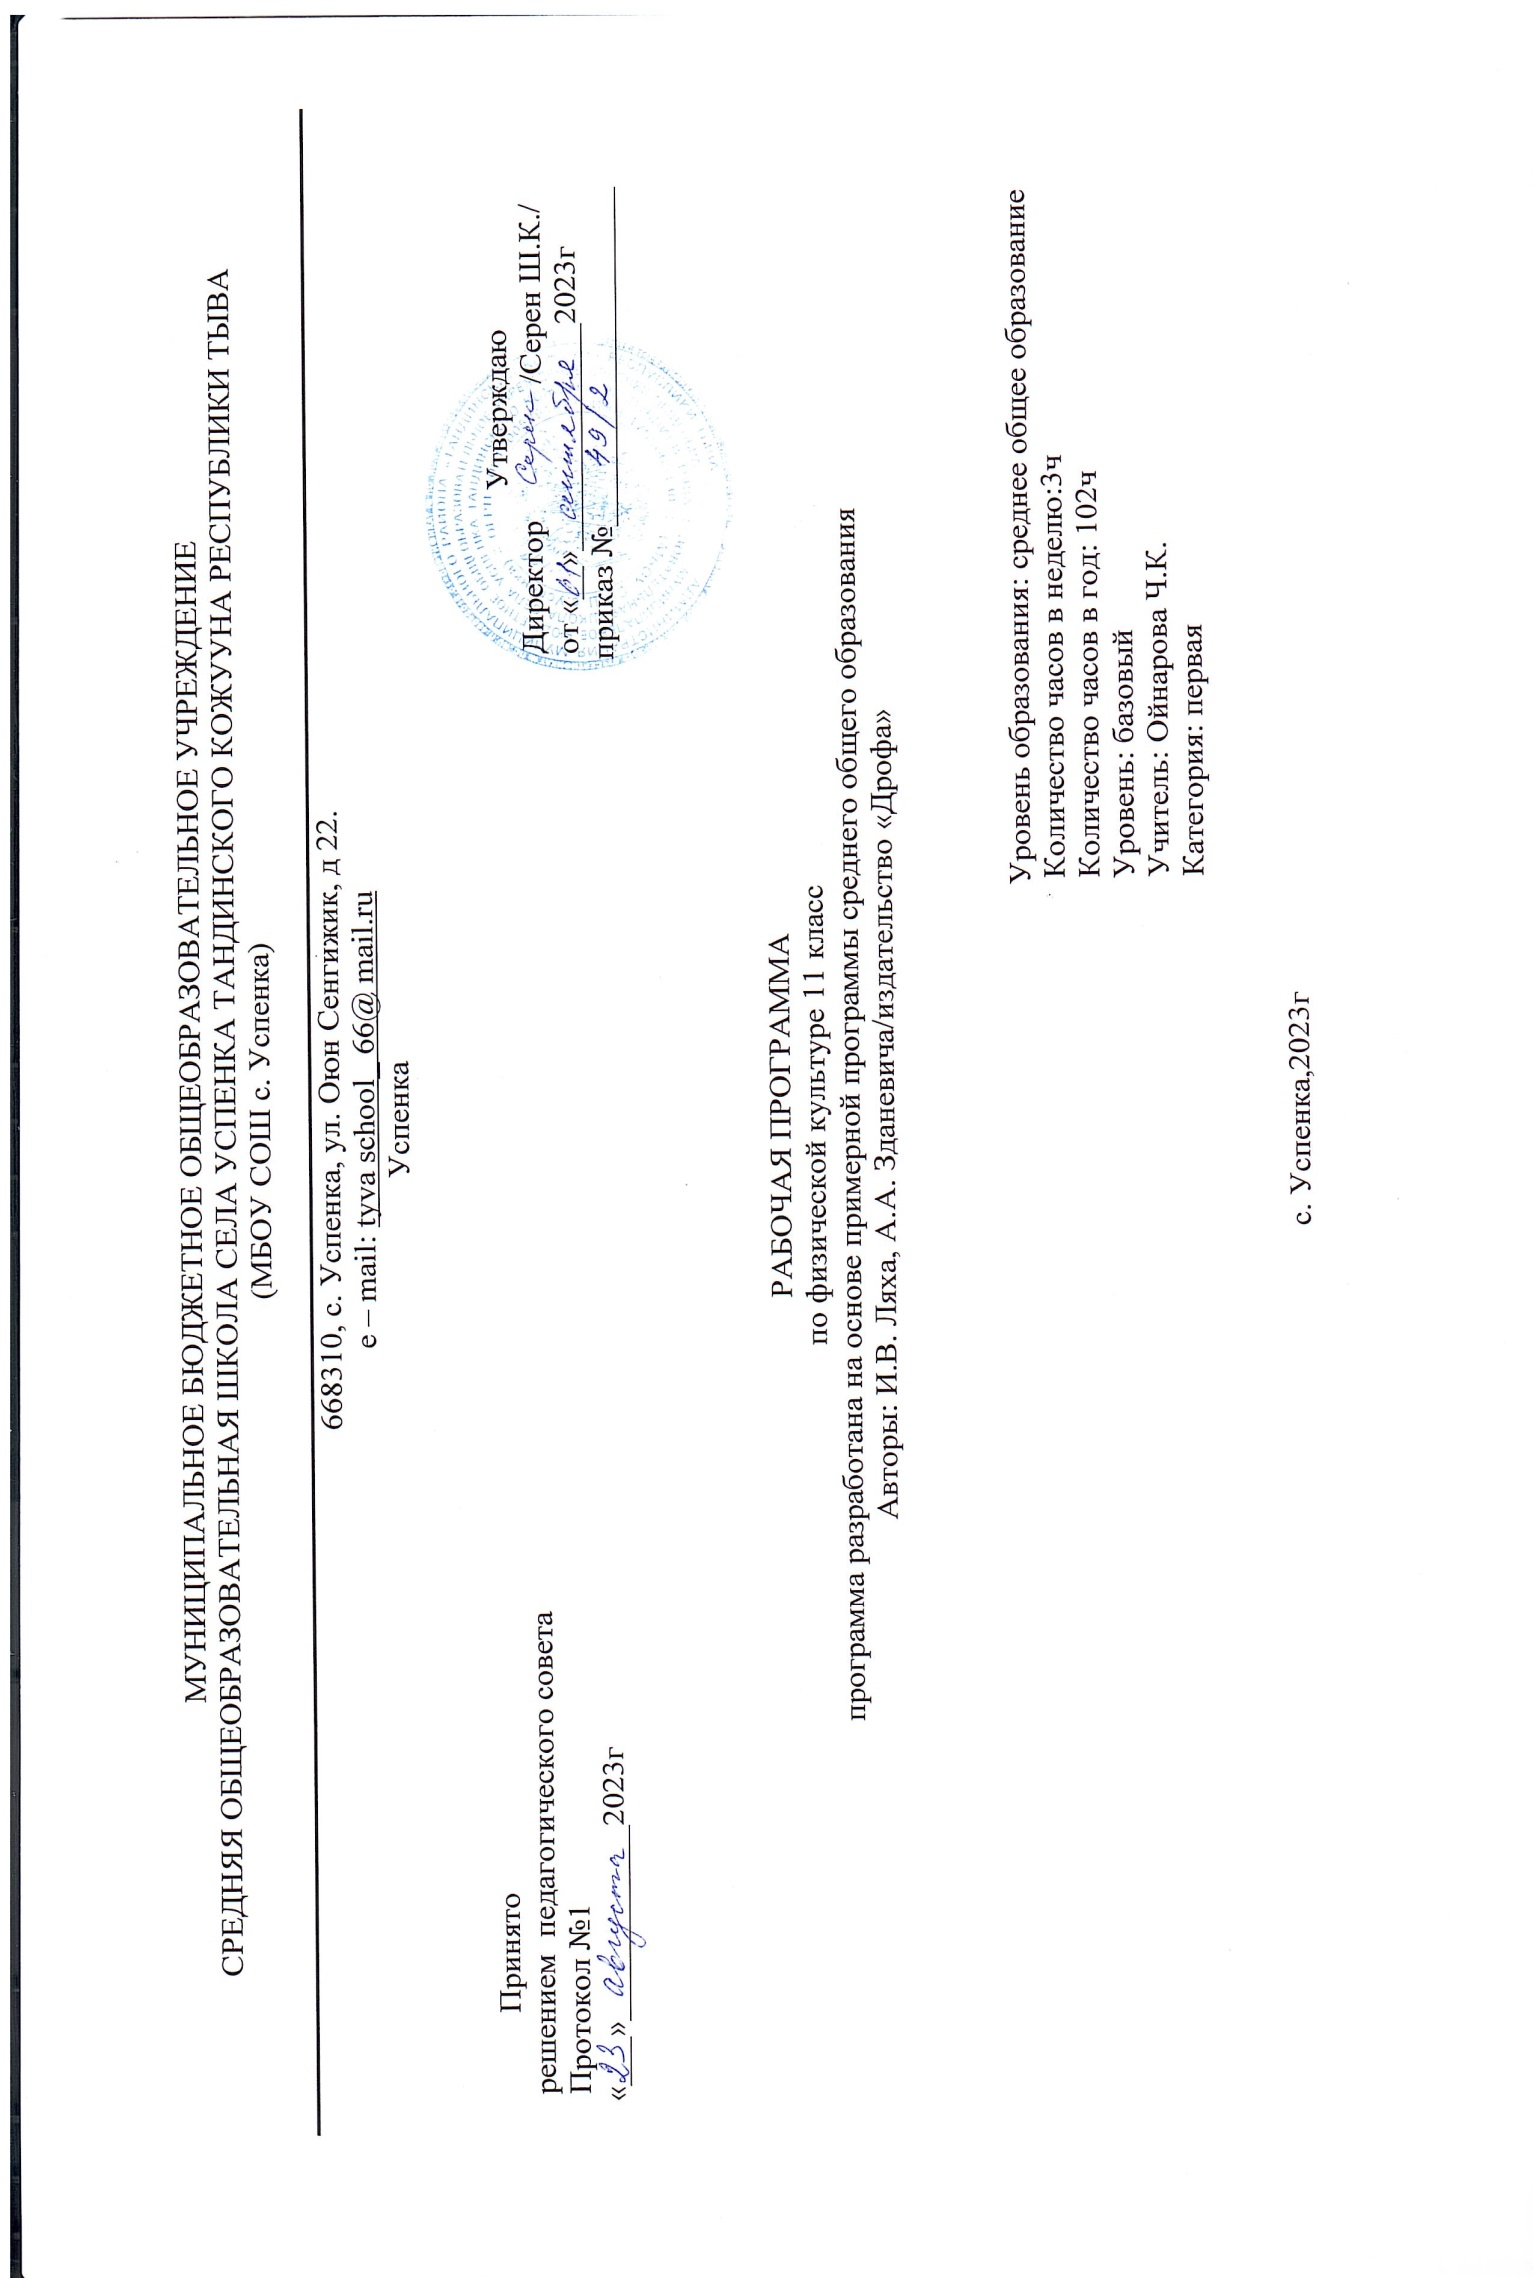 МУНИЦИПАЛЬНОЕ БЮДЖЕТНОЕ ОБЩЕОБРАЗОВАТЕЛЬНОЕ УЧРЕЖДЕНИЕ
СРЕДНЯЯ ОБЩЕОБРАЗОВАТЕЛЬНАЯ ШКОЛА СЕЛА УСПЕНКА ТАНДИНСКОГО КОЖУУНА РЕСПУБЛИКИ ТЫВА
(МБОУ СОШ с. Успенка)
668310, с. Успенка, ул. Оюн Сенгижик, д 22.
e – mail: tyva school_ 66@ mail.ru
Успенка
Принято
решением педагогического совета
Протокол №1
«23» августа 2023г
Утверждаю
Директор Серен /Серен Ш.К./
от «01» сентября 2023г
приказ № 49/2
РАБОЧАЯ ПРОГРАММА
по физической культуре 11 класс
программа разработана на основе примерной программы среднего общего образования
Авторы: И.В. Ляха, А.А. Зданевича/издательство «Дрофа»
Уровень образования: среднее общее образование
Количество часов в неделю:3ч
Количество часов в год: 102ч
Уровень: базовый
Учитель: Ойнарова Ч.К.
Категория: первая
с. Успенка,2023г